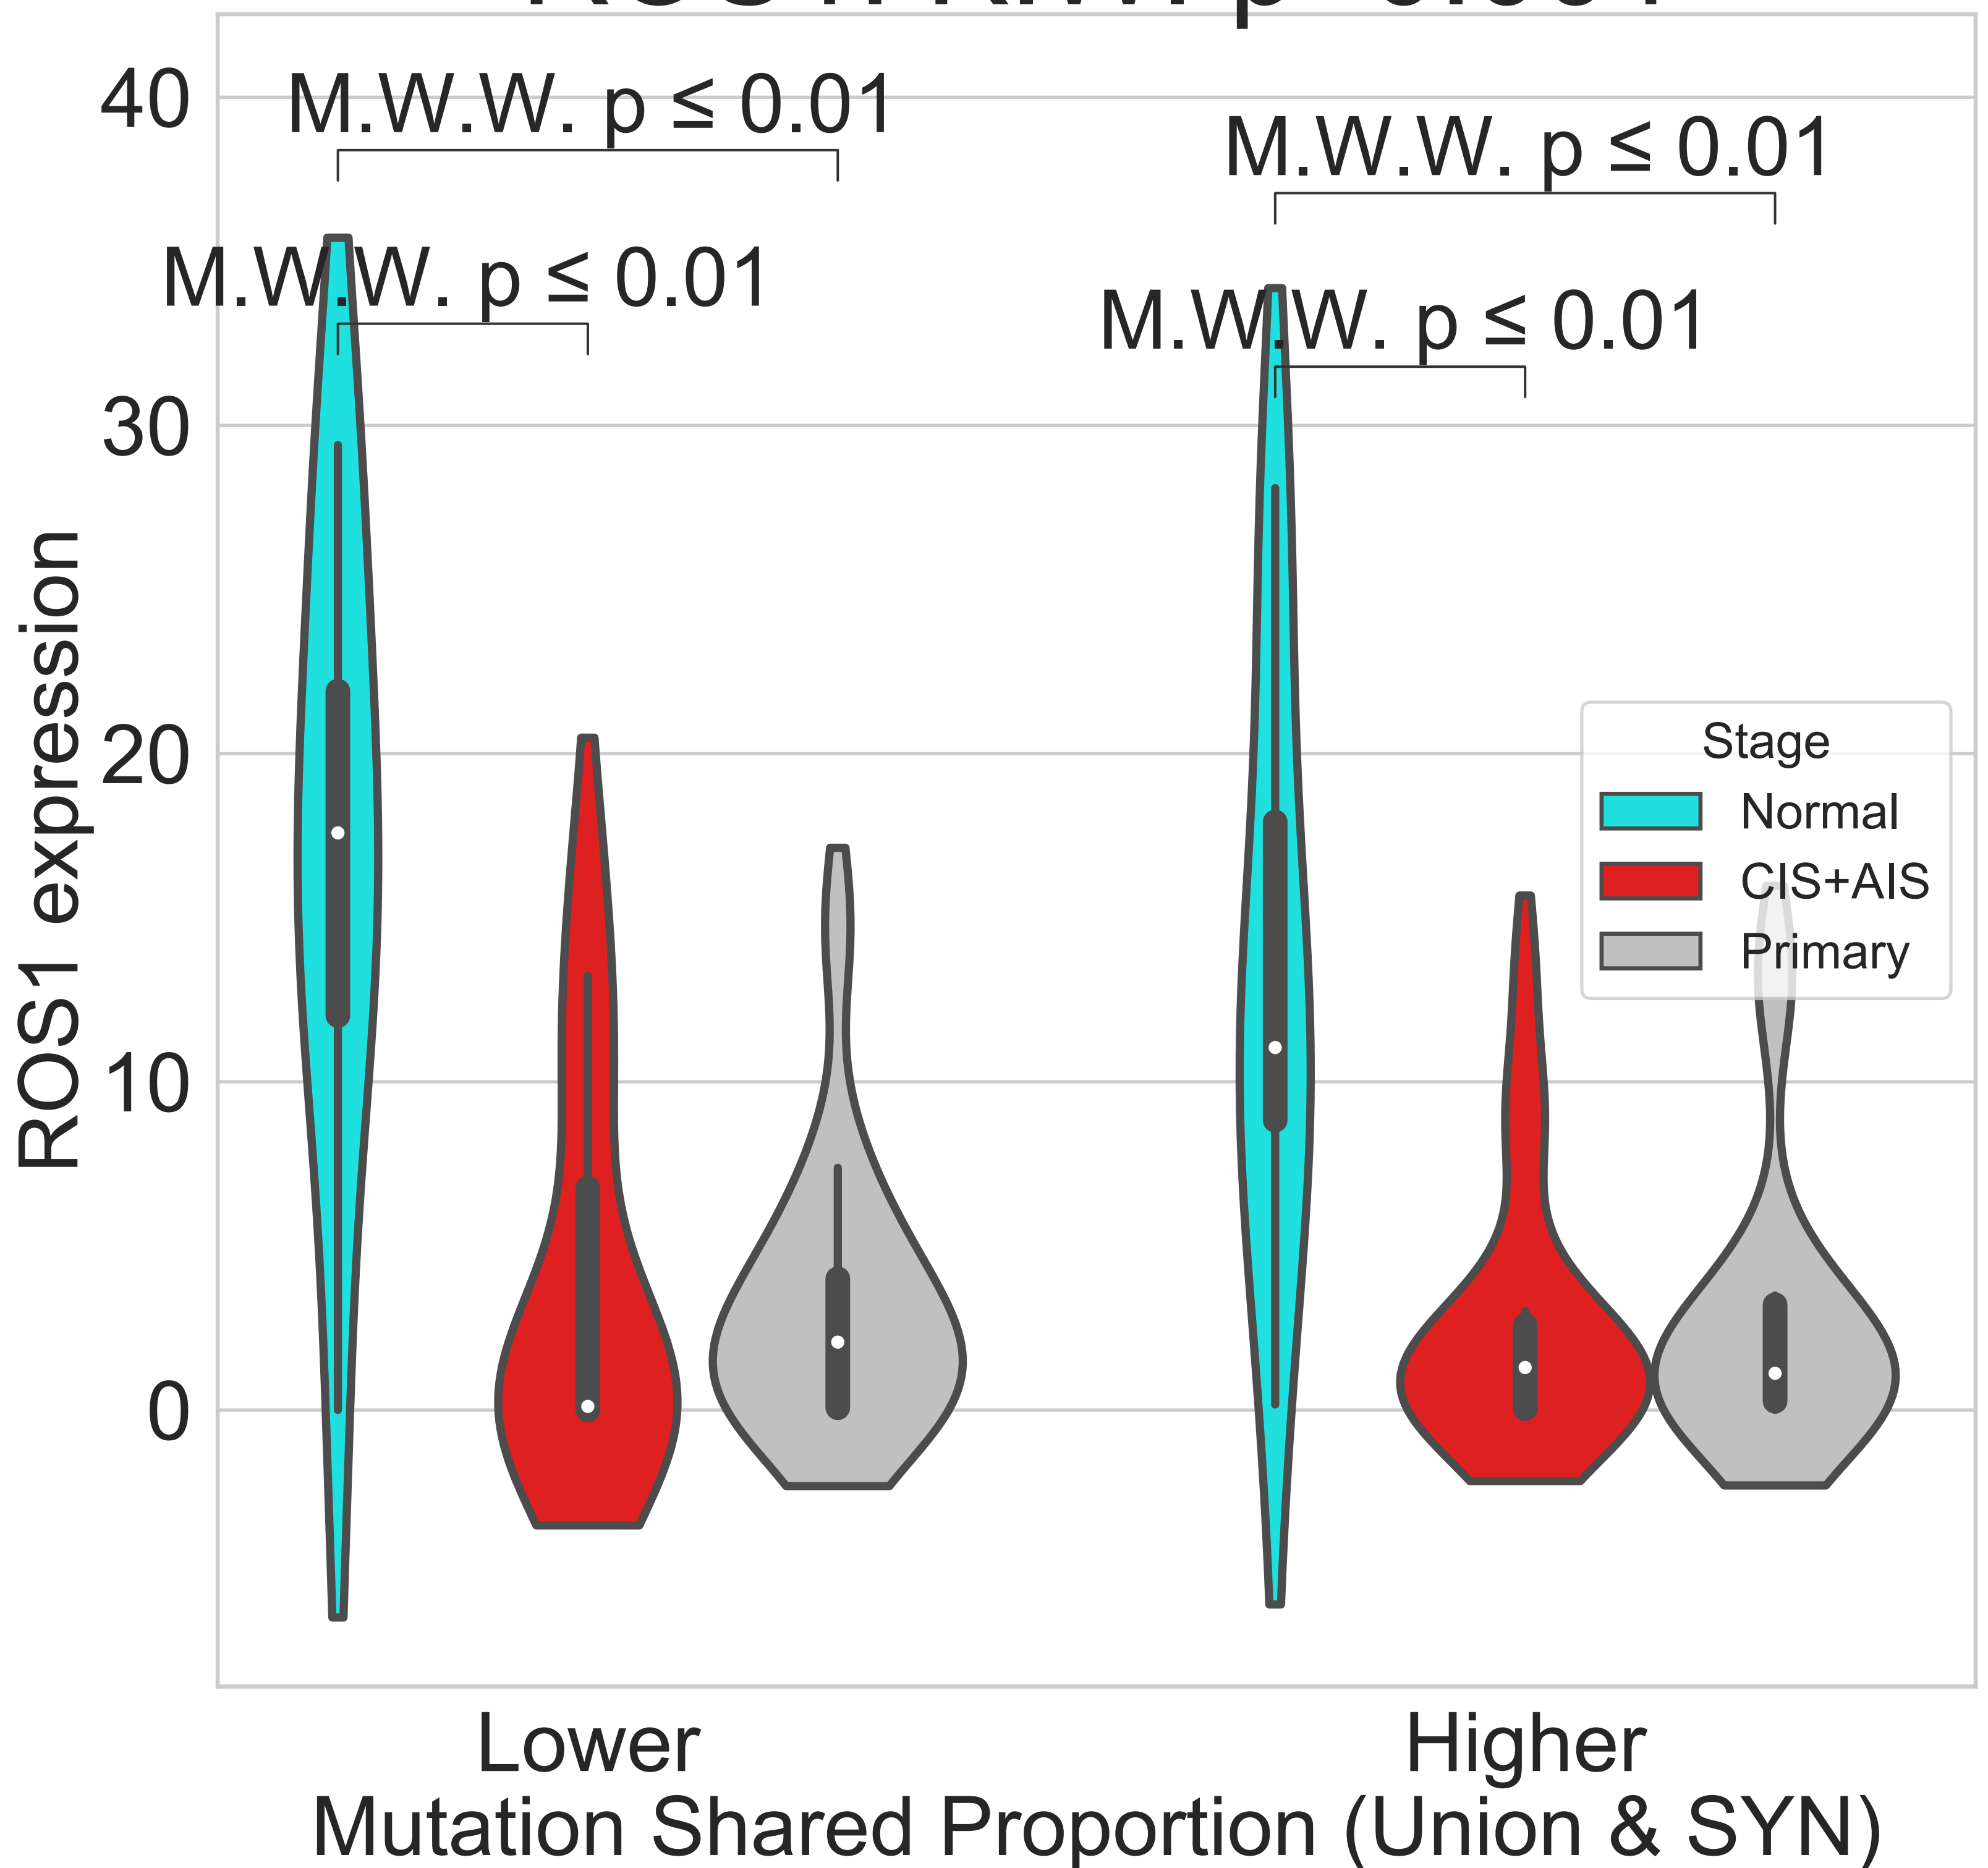 40
M.W.W. p ≤ 0.01
M.W.W. p ≤ 0.01
M.W.W. p ≤ 0.01
M.W.W. p ≤ 0.01
30
20
10
0
ROS1 expression
Stage
Normal
CIS+AIS
Primary
Lower
Higher
Mutation Shared Proportion (Union & SYN)